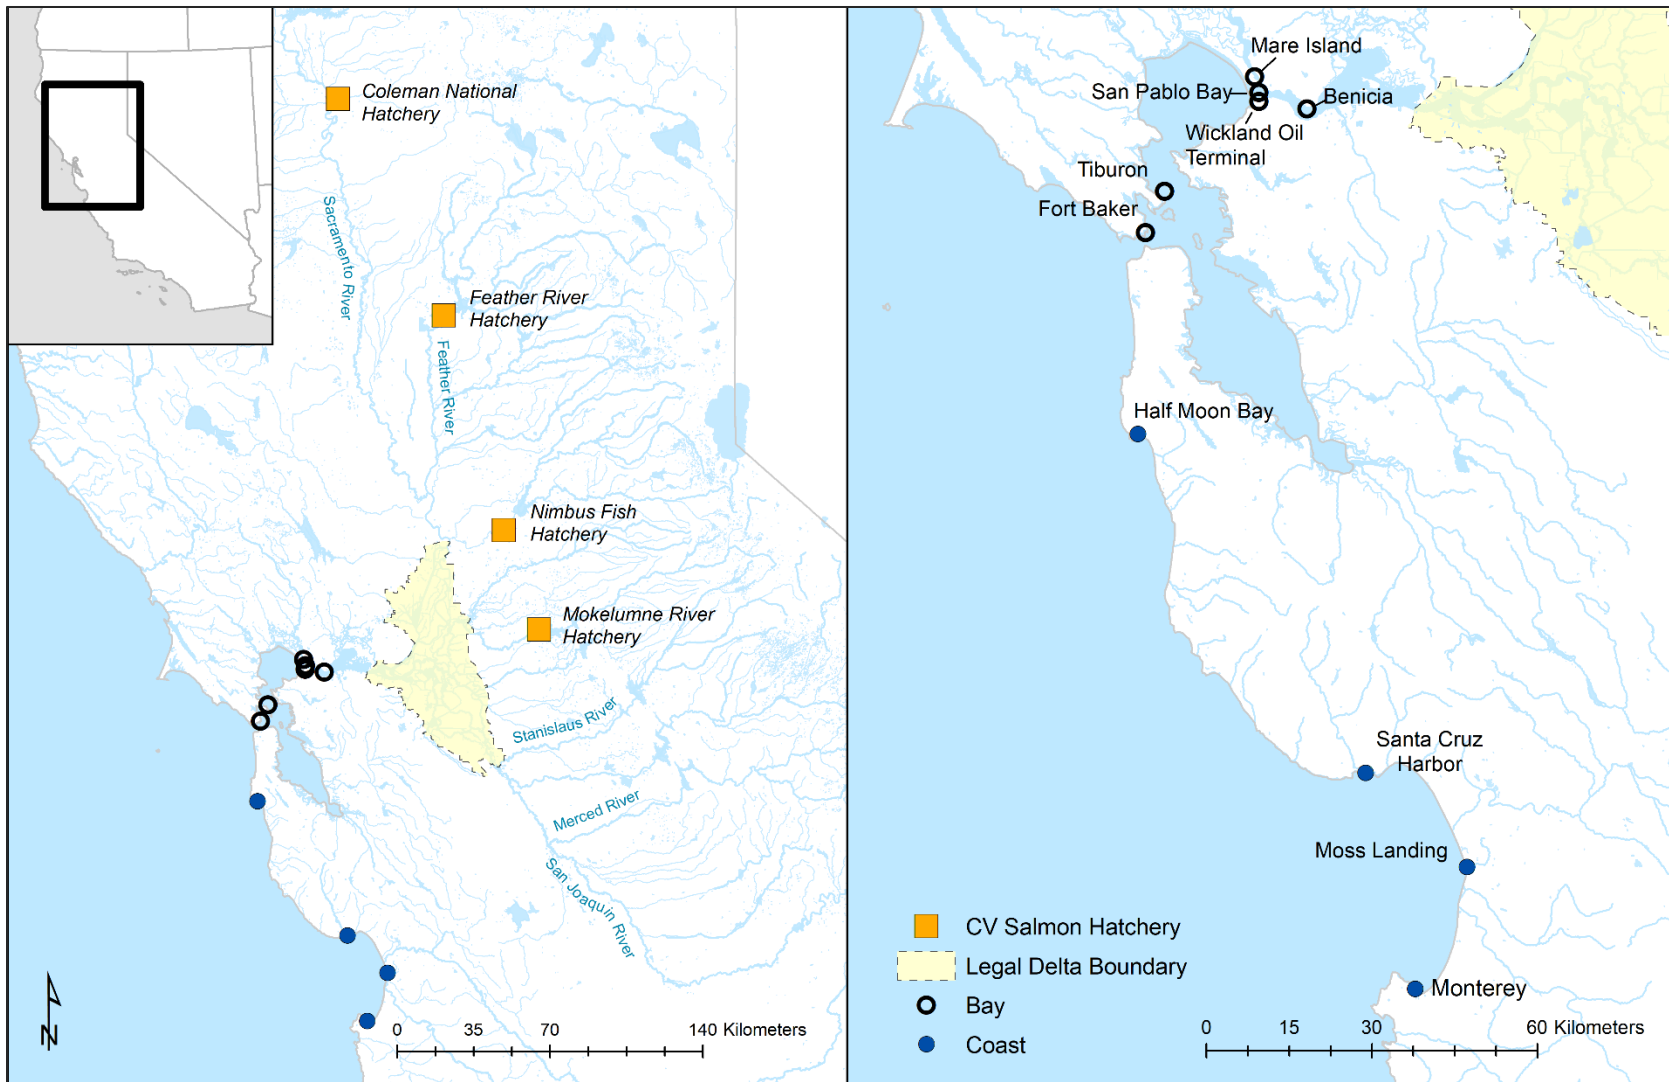 Coleman National
Hatchery
Sacramento River
Feather River
Hatchery
Feather River
Nimbus Fish
Hatchery
Mokelumne River
Hatchery
Stanislaus River
Merced River
San Joaquin River
N
0 35 70 140 Kilometers
Mare Island
San Pablo Bay
Benicia
Wickland Oil
Terminal
Tiburon
Fort Baker
Half Moon Bay
Santa Cruz
Harbor
Moss Landing
Monterey
CV Salmon Hatchery
Legal Delta Boundary
Bay
Coast
0 15 30 60 Kilometers